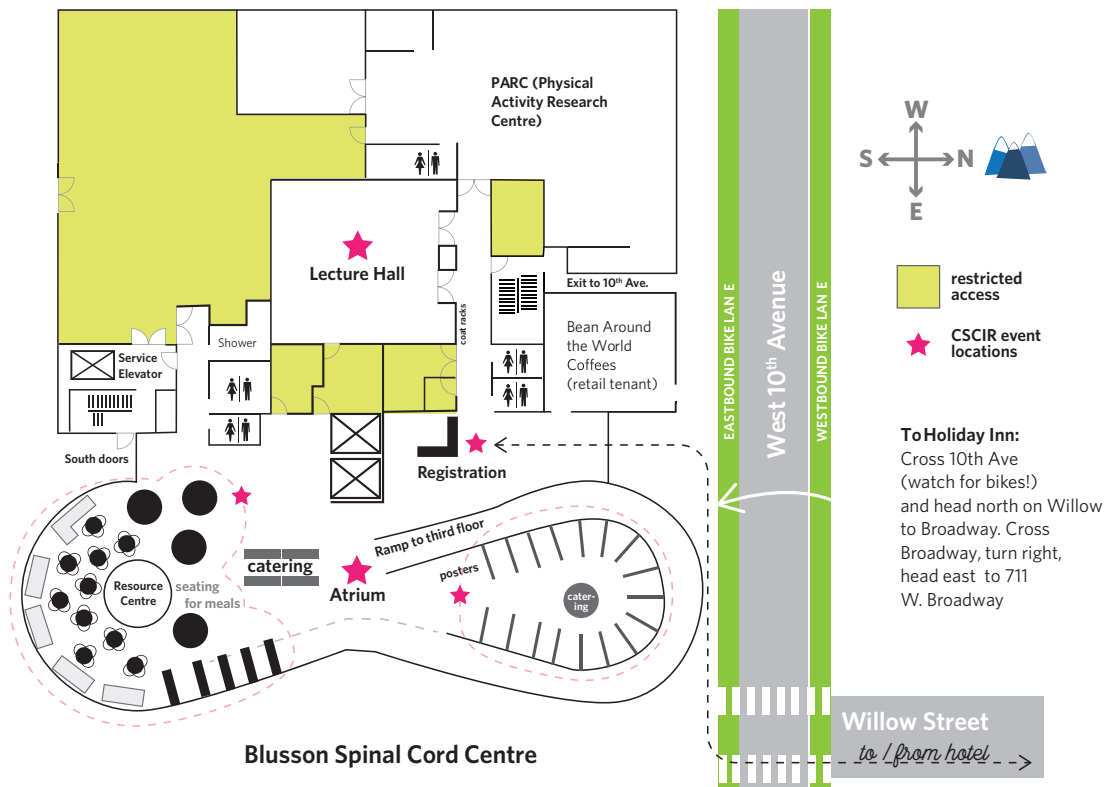 PARC (Physical
Activity Research
Centre)
Lecture Hall
coat racks
Exit to 10th Ave.
Bean Around
the World
Coffees
(retail tenant)
Shower
Service
Elevator
South doors
Registration
Ramp to third floor
catering
Atrium
posters
cater-
ing
Resource
Centre
seating
for meals
Blusson Spinal Cord Centre
EASTBOUND BIKE LAN E
West 10th Avenue
WESTBOUND BIKE LAN E
W
S
N
E
restricted
access
CSCIR event
locations
To Holiday Inn:
Cross 10th Ave
(watch for bikes!)
and head north on Willow
to Broadway. Cross
Broadway, turn right,
head east to 711
W. Broadway
Willow Street
to / from hotel